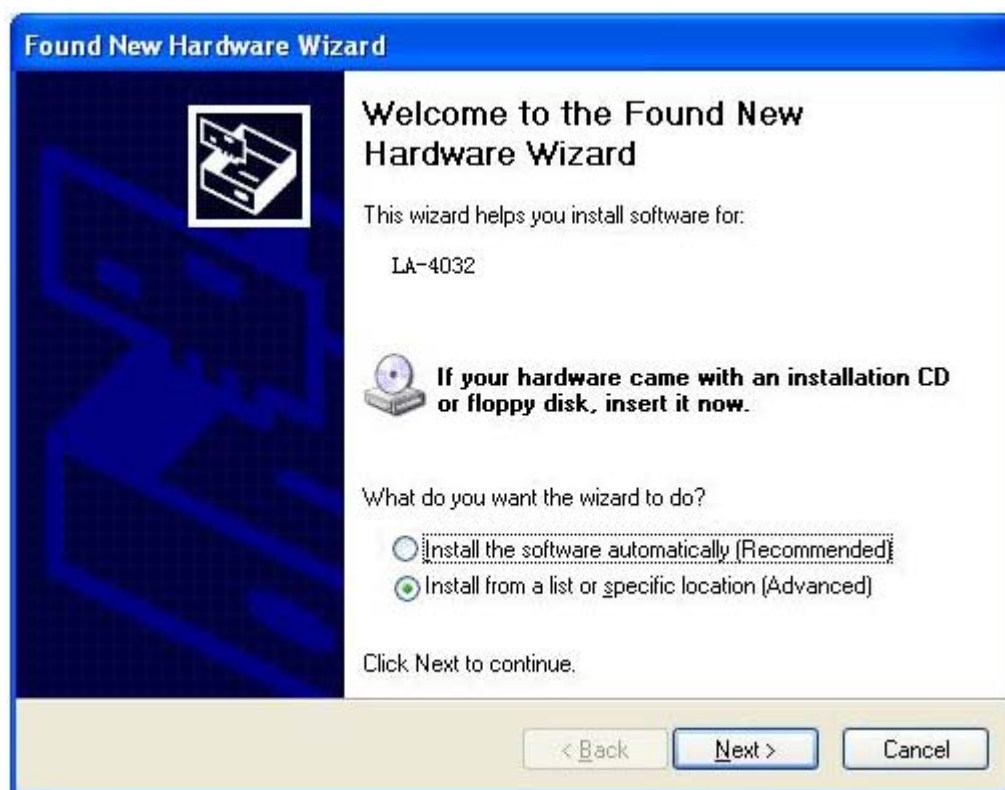 Found New Hardware Wizard
Welcome to the Found New
Hardware Wizard
This wizard helps you install software for:
LA-4032
If your hardware came with an installation CD
or floppy disk, insert it now.
What do you want the wizard to do?
Install the software automatically (Recommended)
Install from a list or specific location (Advanced)
Click Next to continue.
< Back Next > Cancel